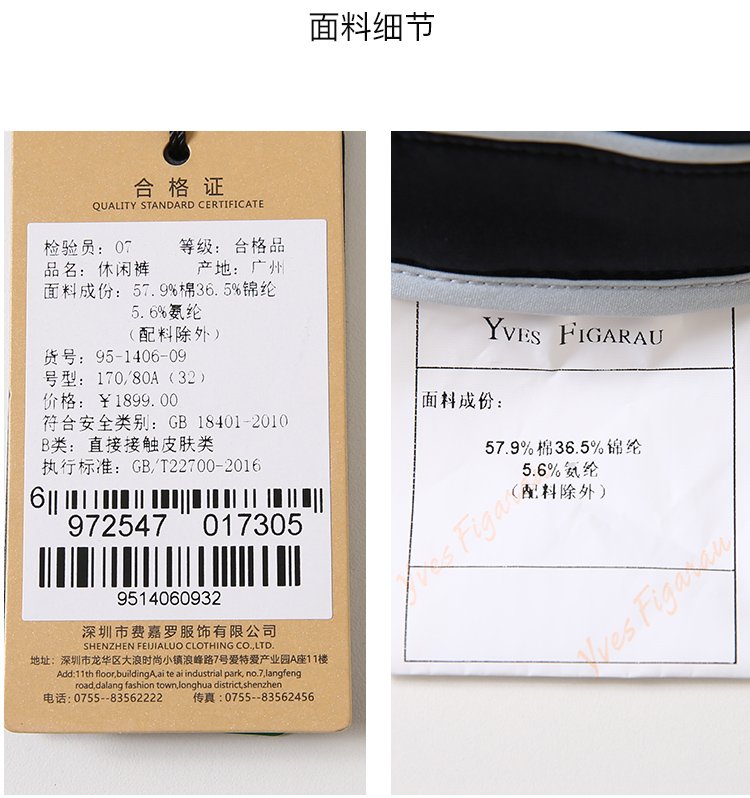 面料细节
合格证
QUALITY STANDARD CERTIFICATE
检验员：07 等级：合格品
品名：休闲裤 产地：广州
面料成份：57.9%棉36.5%锦纶
5.6%氨纶
（配料除外）
货号：95-1406-09
号型：170/80A（32）
价格：￥1899.00
符合安全类别：GB 18401-2010
B类：直接接触皮肤类
执行标准：GB/T22700-2016
6 972547 017305
9514060932
深圳市费嘉罗服饰有限公司
SHENZHEN FEIJIALUO CLOTHING CO.,LTD.
地址：深圳市龙华区大浪时尚小镇浪峰路7号爱特爱产业园A座11楼
Add:11th floor,buildingA,ai te ai industrial park, no.7,langfeng
road,dalang fashion town,longhua district,shenzhen
电话：0755-83562222 传真：0755-83562456
YVES FIGARAU
面料成份：
57.9%棉36.5%锦纶
5.6%氨纶
（配料除外）
Yves Figarau
Yves Figarau